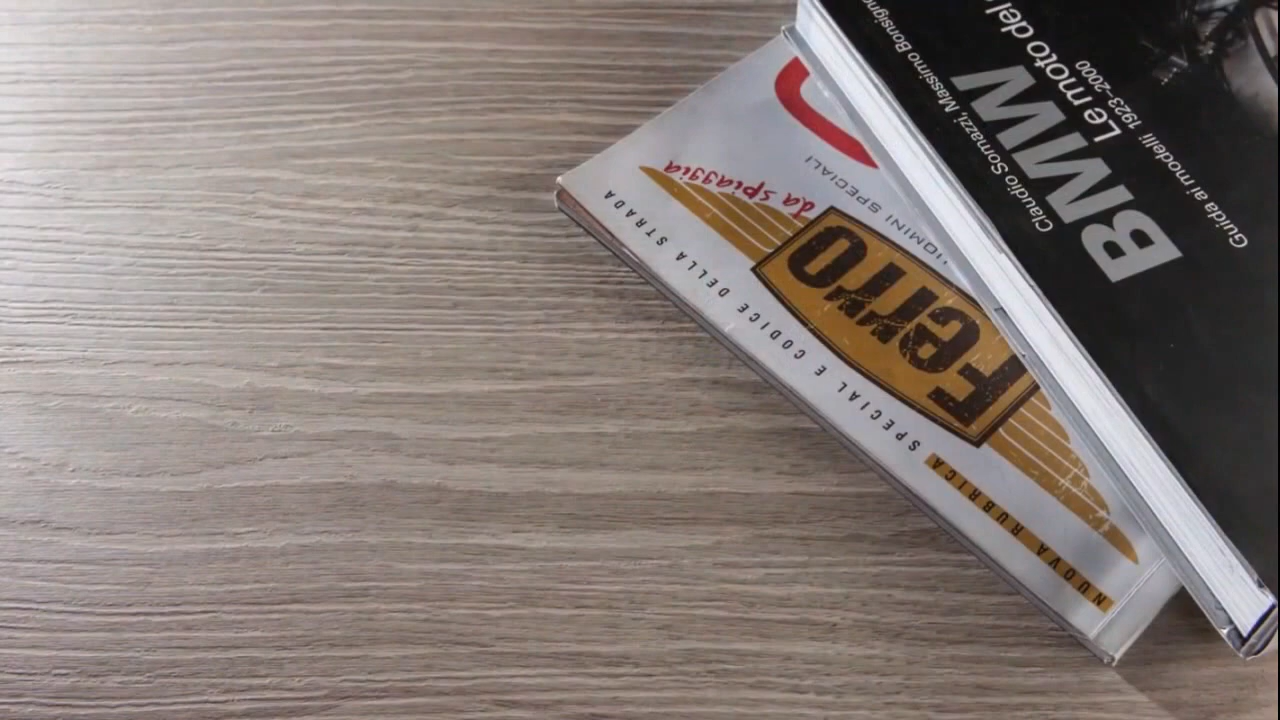 Claudio Somazzi, Massimo Bonsigno
BMW
Le moto del
Guida ai modelli 1923-2000
NUOVA RUBRICA SPECIAL E CODICE DELLA STRADA
Ferro
da spiaggia
UOMINI SPECIALI